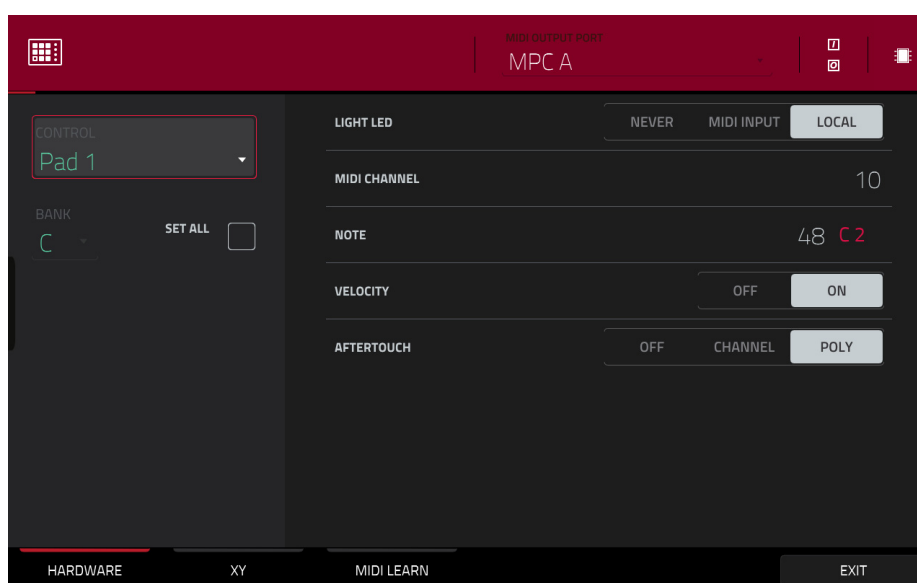 MIDI OUTPUT PORT
MPC A
CONTROL
Pad 1
BANK
C
SET ALL
LIGHT LED NEVER MIDI INPUT LOCAL
MIDI CHANNEL 10
NOTE 48 C 2
VELOCITY OFF ON
AFTERTOUCH OFF CHANNEL POLY
HARDWARE XY MIDI LEARN EXIT